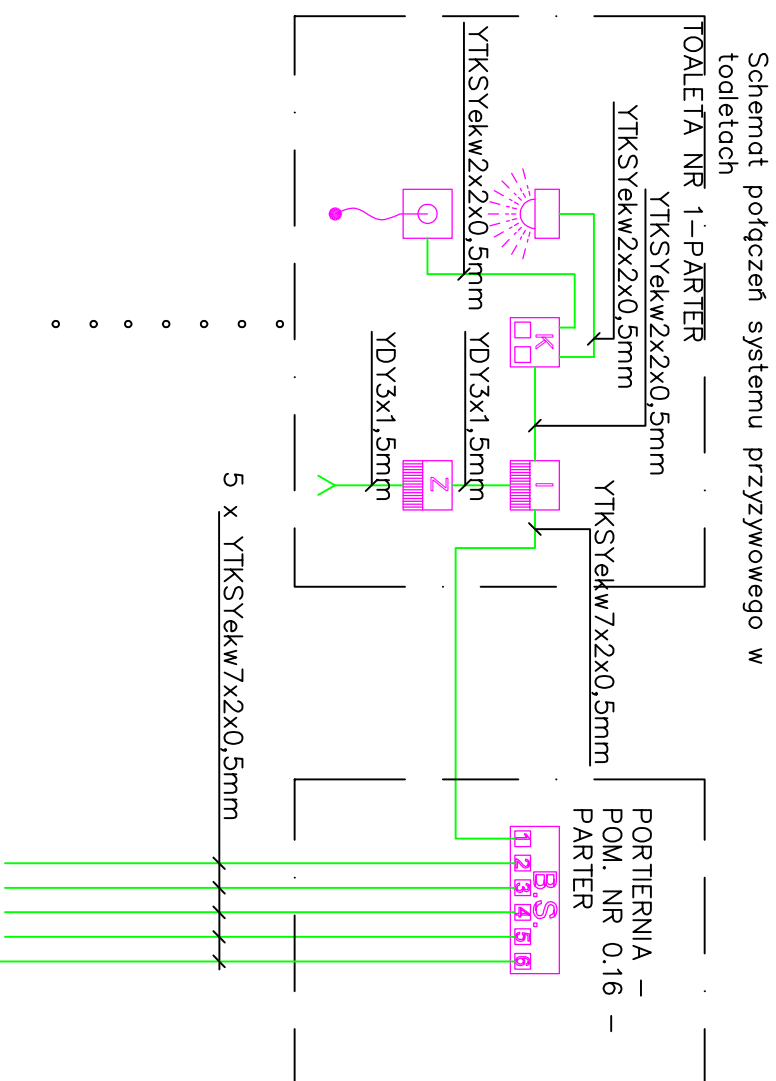 Schemat połączeń systemu przyzywowego w
toaletach
TOALETA NR 1-PARTER
YTKSYekw2x2x0,5mm
YTKSYekw2x2x0,5mm
YTKSYekw2x2x0,5mm
YTKSYekw7x2x0,5mm
K
I
Z
YDY3x1,5mm
YDY3x1,5mm
PORTIERNIA –
POM. NR 0.16 –
PARTER
B.S.
1 2 3 4 5 6
5 x YTKSYekw7x2x0,5mm